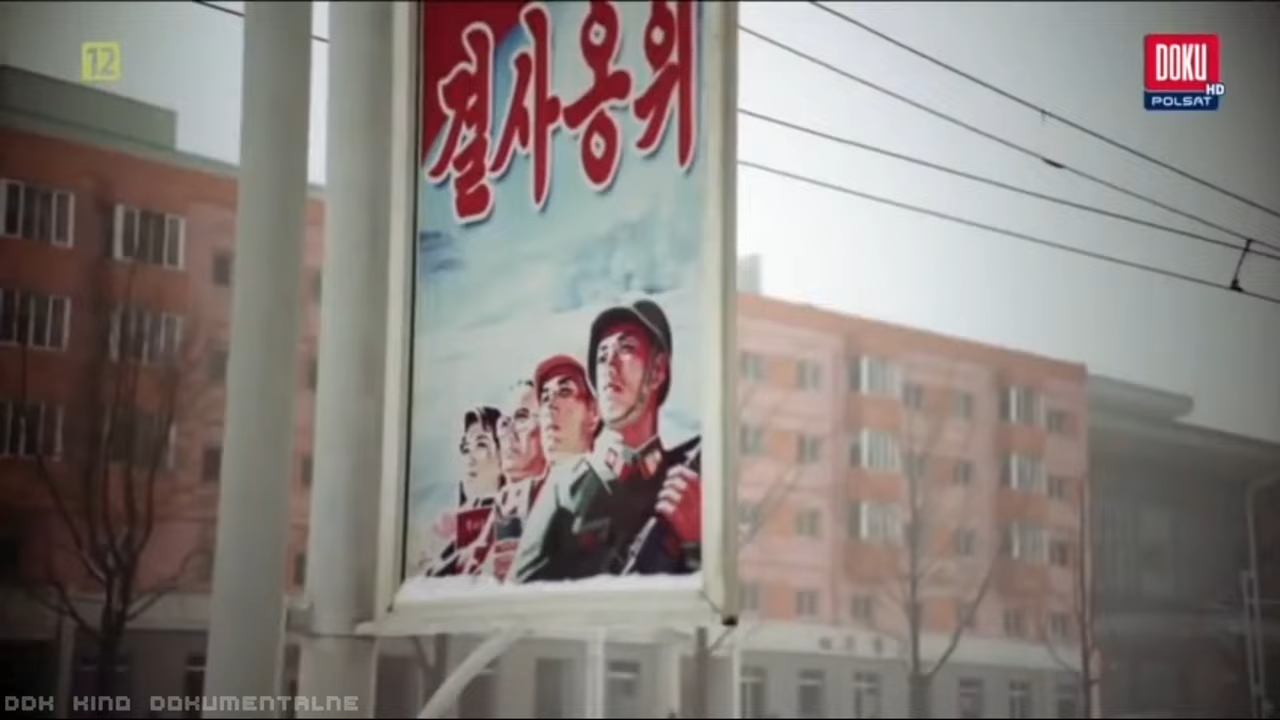 12
DOKU
HD
POLSAT
결사옹위
DDK KINO DOKUMENTALNE